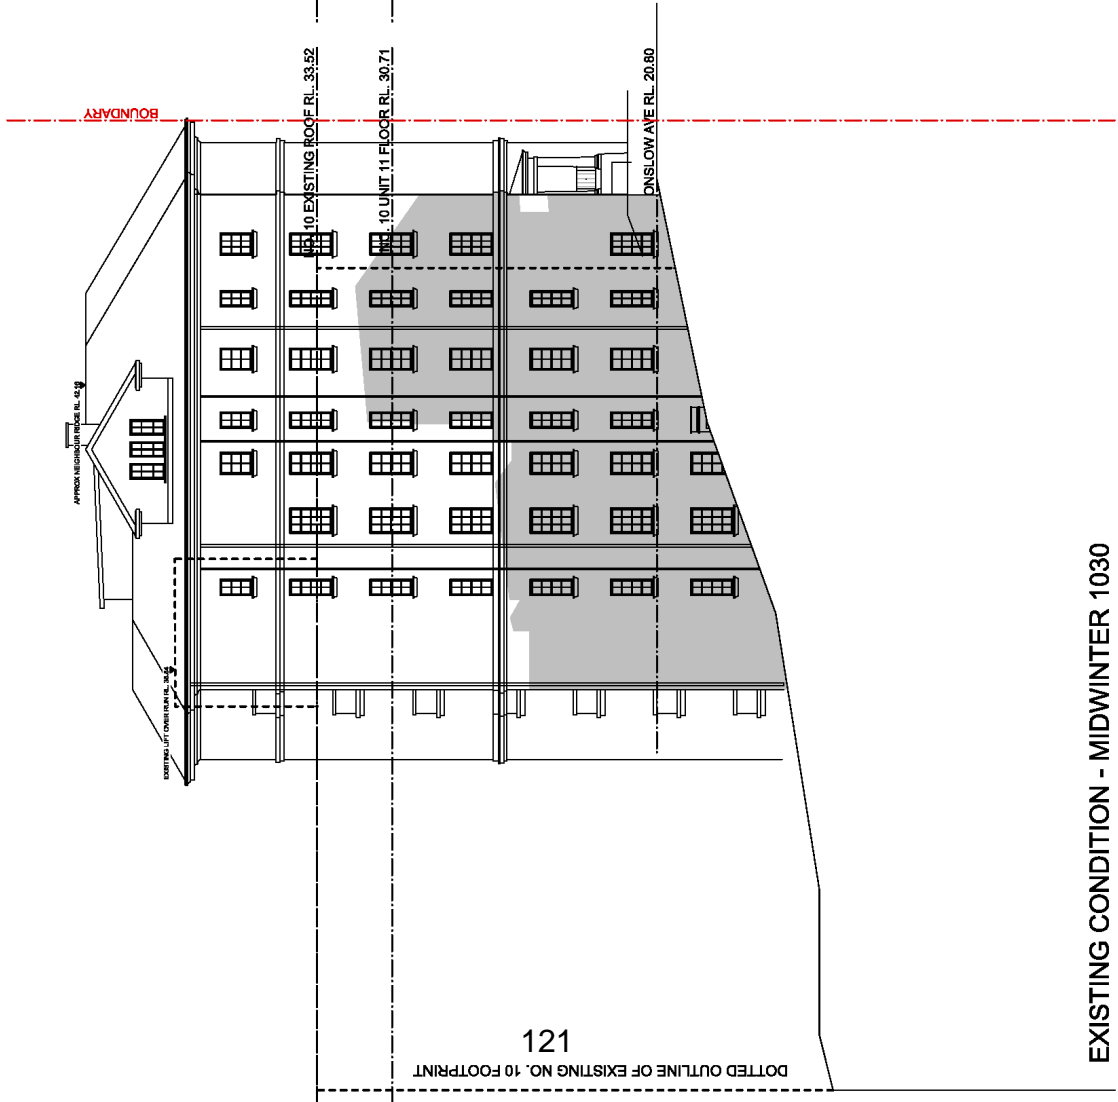 BOUNDARY
NO. 10 EXISTING ROOF RL. 33.52
NO. 10 UNIT 11 FLOOR RL. 30.71
ONSLOW AVE RL. 20.80
APPROX NEIGHBOUR RIDGE RL. 42.10
EXISTING LIFT OVER RUN RL. 38.84
121
DOTTED OUTLINE OF EXISTING NO. 10 FOOTPRINT
EXISTING CONDITION - MIDWINTER 1030